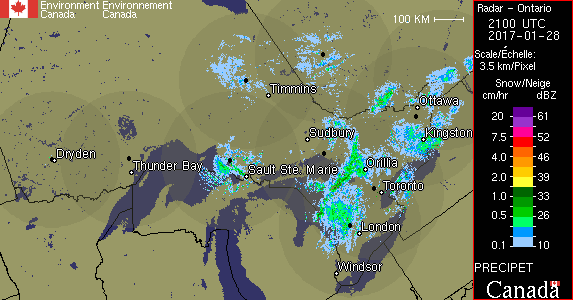 Environment Environnement
Canada Canada
100 KM
Timmins
Ottawa
Sudbury
Kingston
Dryden
Thunder Bay
Sault Ste. Marie
Orillia
Toronto
London
Windsor
Radar - Ontario
2100 UTC
2017-01-28
Scale/Échelle:
3.5 km/Pixel
Snow/Neige
cm/hr dBZ
20 61
7.5 52
4.0 46
2.0 39
1.0 33
0.5 26
0.1 10
PRECIPET
Canada